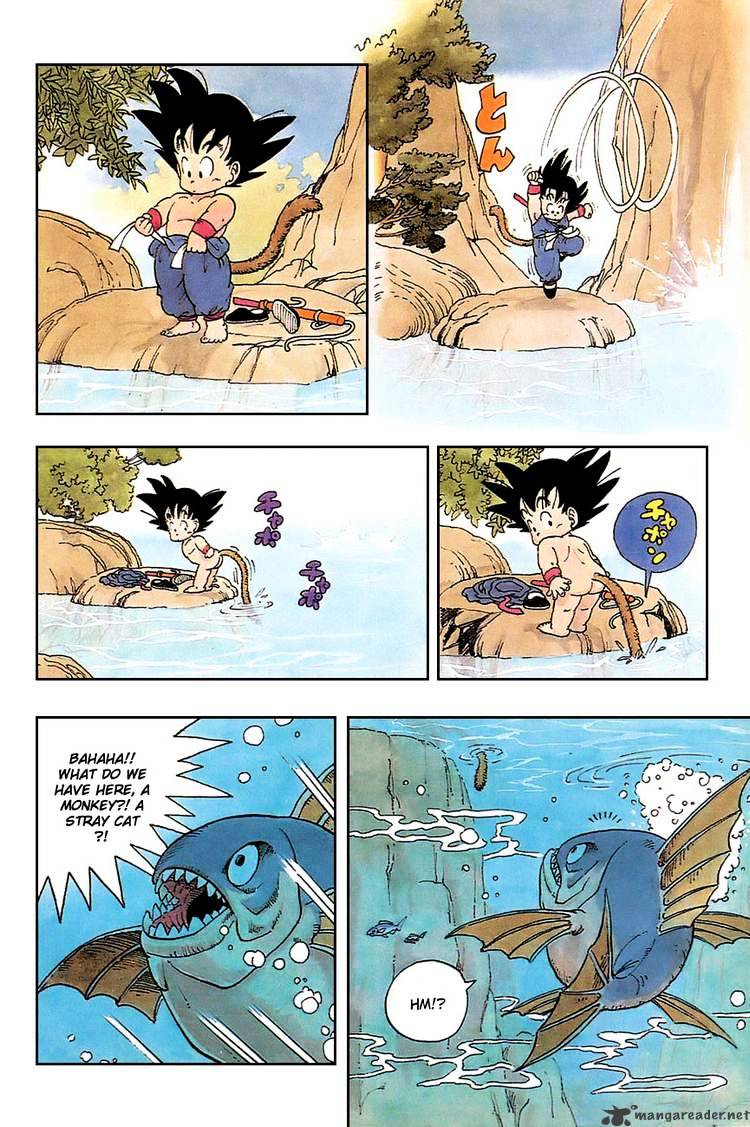 とん
チャポン
チャポ
チャポ
HM!?
BAHAHA!!
WHAT DO WE
HAVE HERE, A
MONKEY?! A
STRAY CAT
?!
mangareader.net